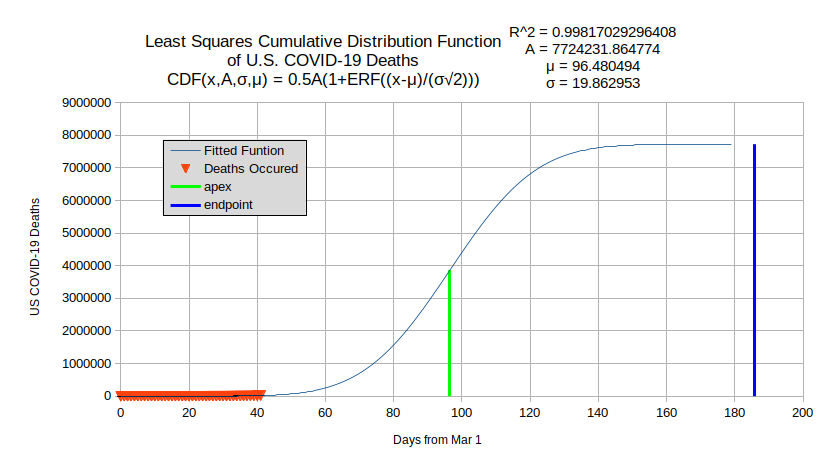 Least Squares Cumulative Distribution Function
of U.S. COVID-19 Deaths
CDF(x,A,σ,μ) = 0.5A(1+ERF((x-μ)/(σ√2)))
R^2 = 0.99817029296408
A = 7724231.864774
μ = 96.480494
σ = 19.862953
9000000
8000000
7000000
6000000
5000000
4000000
3000000
2000000
1000000
0
US COVID-19 Deaths
Fitted Funtion
Deaths Occured
apex
endpoint
0 20 40 60 80 100 120 140 160 180 200
Days from Mar 1